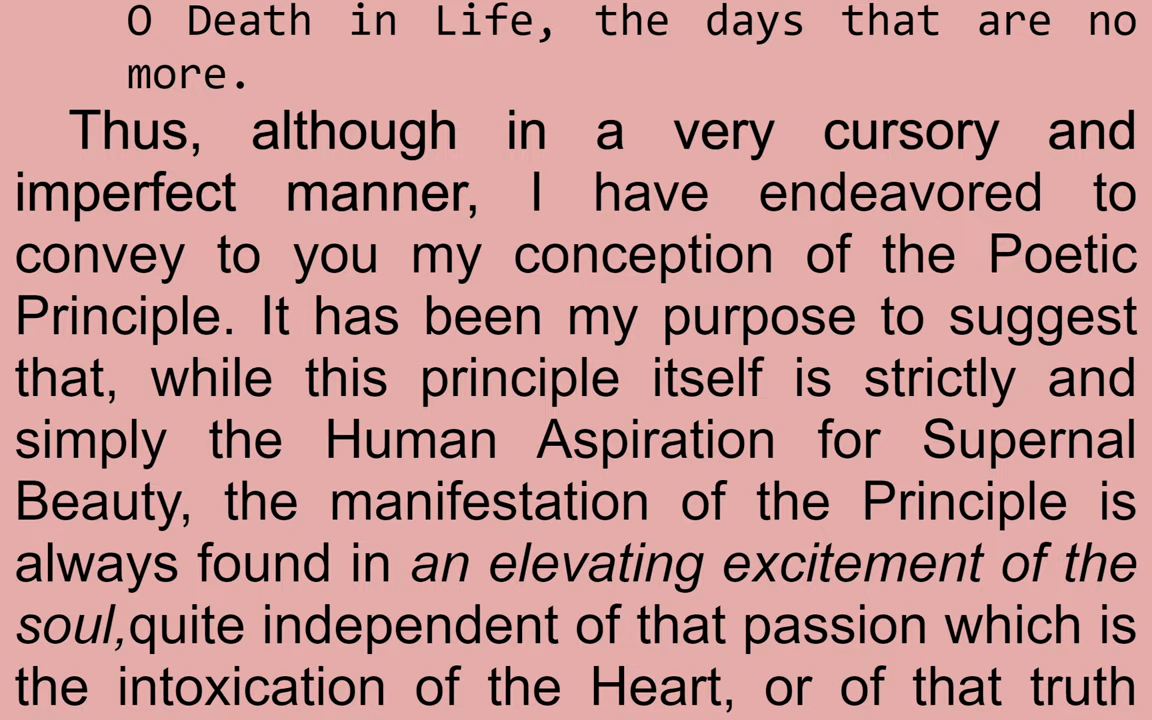 O Death in Life, the days that are no
more.
Thus, although in a very cursory and
imperfect manner, I have endeavored to
convey to you my conception of the Poetic
Principle. It has been my purpose to suggest
that, while this principle itself is strictly and
simply the Human Aspiration for Supernal
Beauty, the manifestation of the Principle is
always found in an elevating excitement of the
soul,quite independent of that passion which is
the intoxication of the Heart, or of that truth